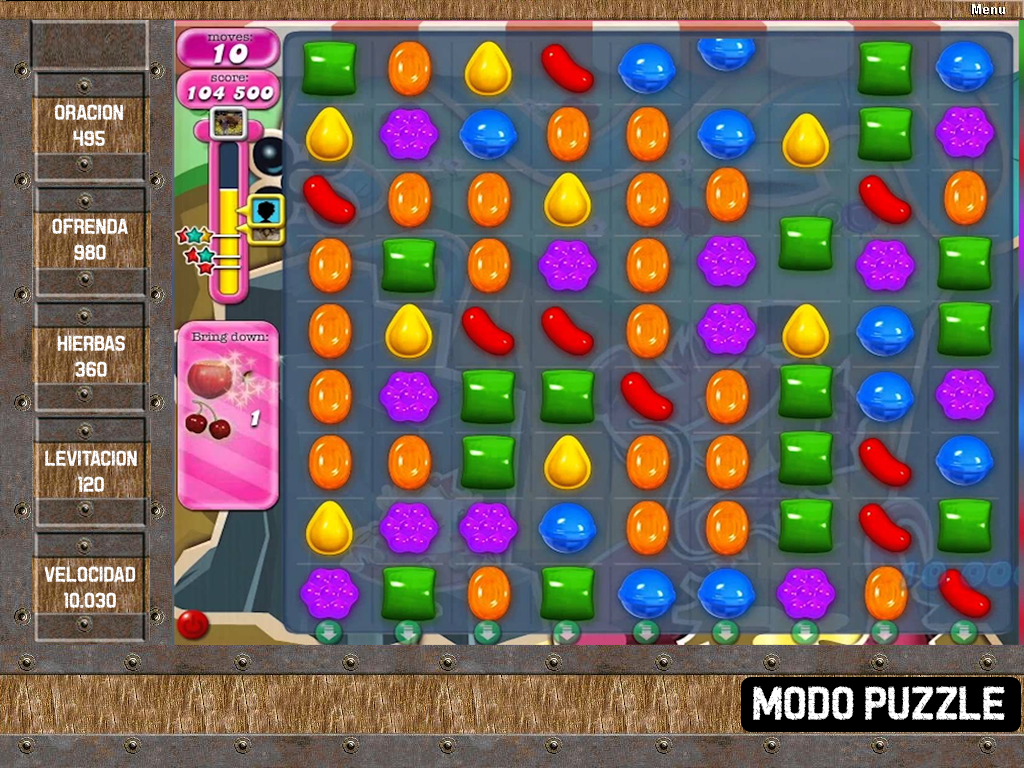 Menu
moves:
10
score:
104 500
ORACION
495
OFRENDA
980
HIERBAS
360
Bring down:
1
LEVITACION
120
VELOCIDAD
10.030
MODO PUZZLE